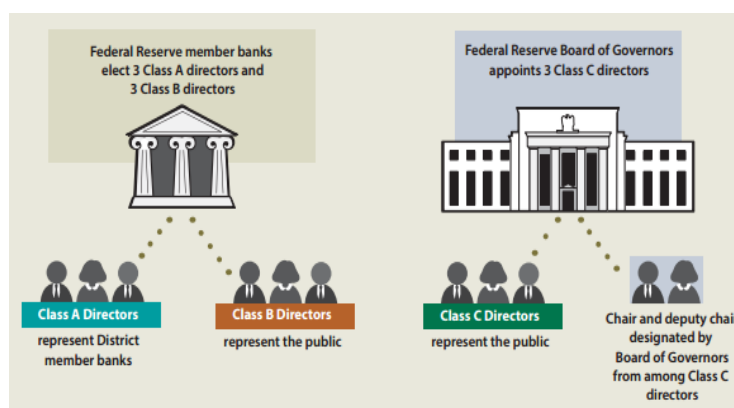 Federal Reserve member banks
elect 3 Class A directors and
3 Class B directors
Federal Reserve Board of Governors
appoints 3 Class C directors
Class A Directors
represent District
member banks
Class B Directors
represent the public
Class C Directors
represent the public
Chair and deputy chai
designated by
Board of Governors
from among Class C
directors